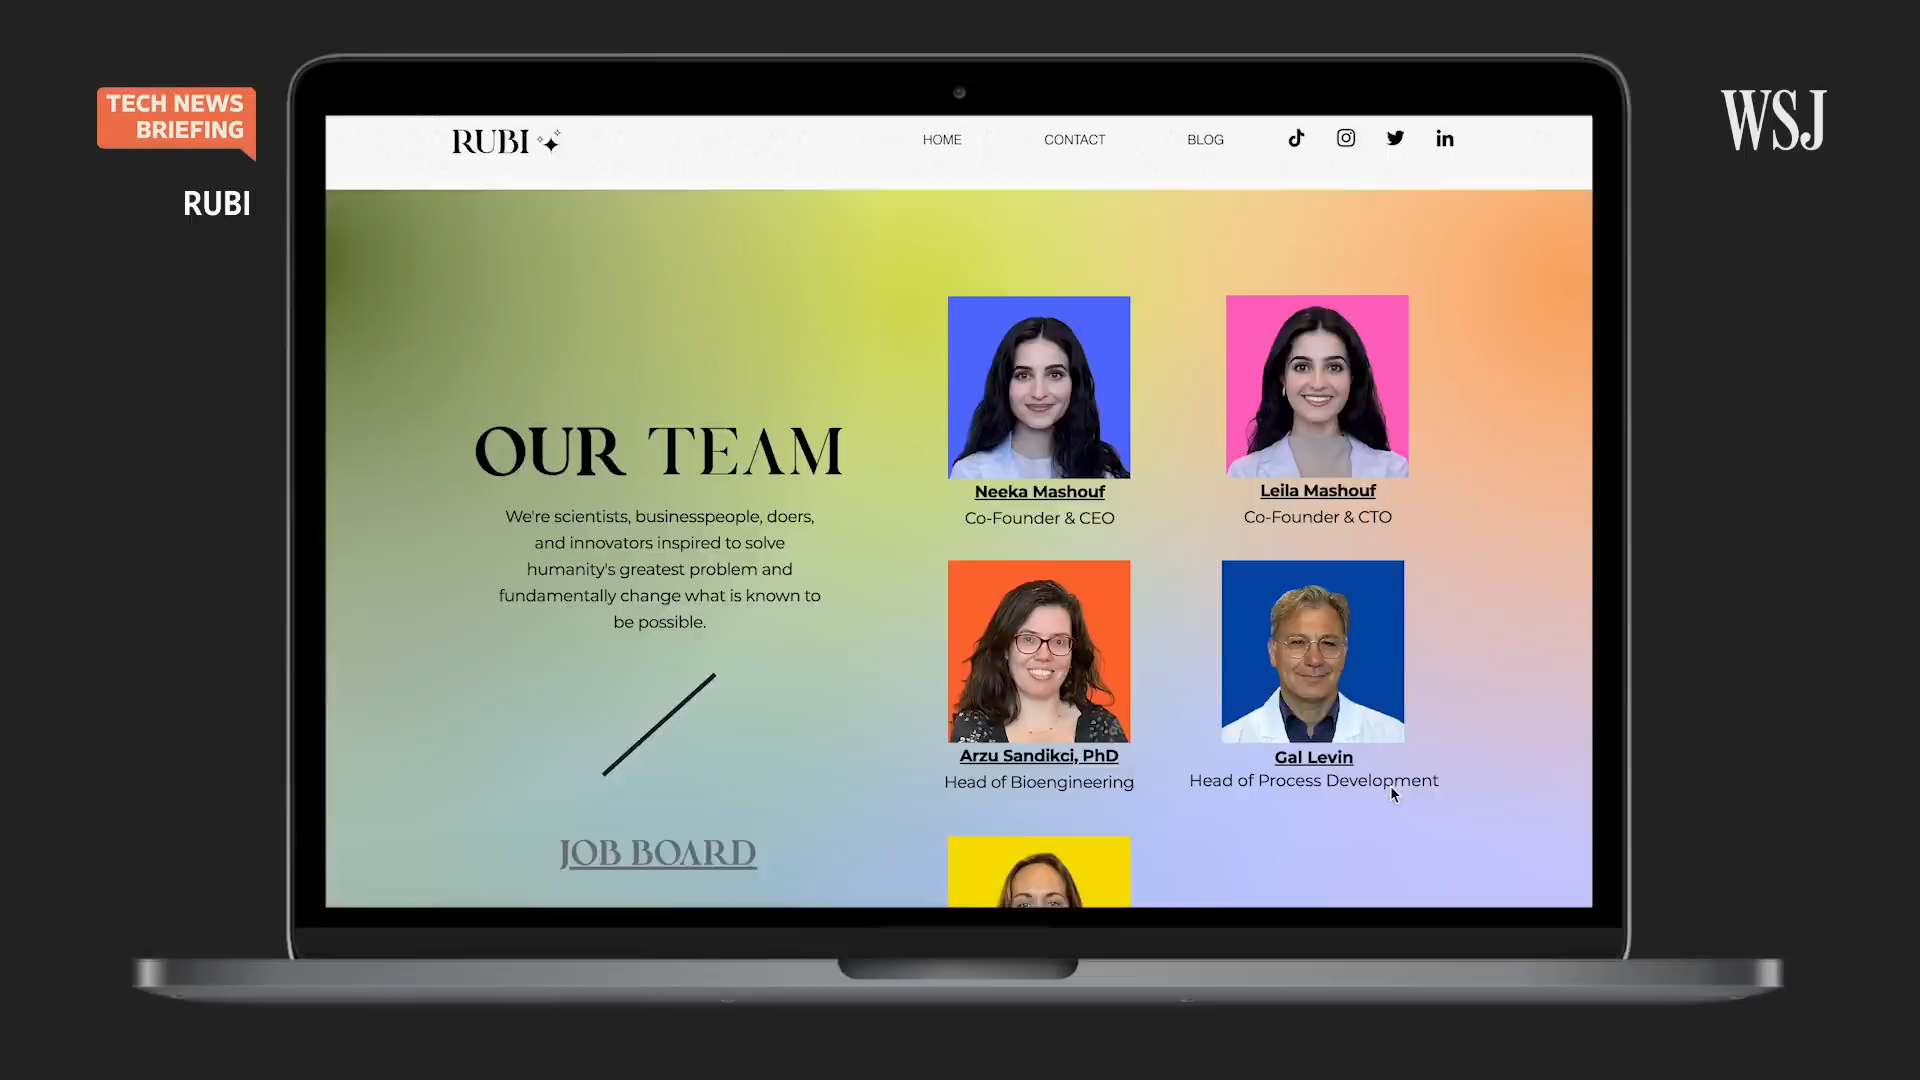 TECH NEWS
BRIEFING
RUBI
WSJ
RUBI
HOME
CONTACT
BLOG
in
OUR TEAM
We're scientists, businesspeople, doers,
and innovators inspired to solve
humanity's greatest problem and
fundamentally change what is known to
be possible.
JOB BOARD
Neeka Mashouf
Co-Founder & CEO
Leila Mashouf
Co-Founder & CTO
Arzu Sandikci, PhD
Head of Bioengineering
Gal Levin
Head of Process Development